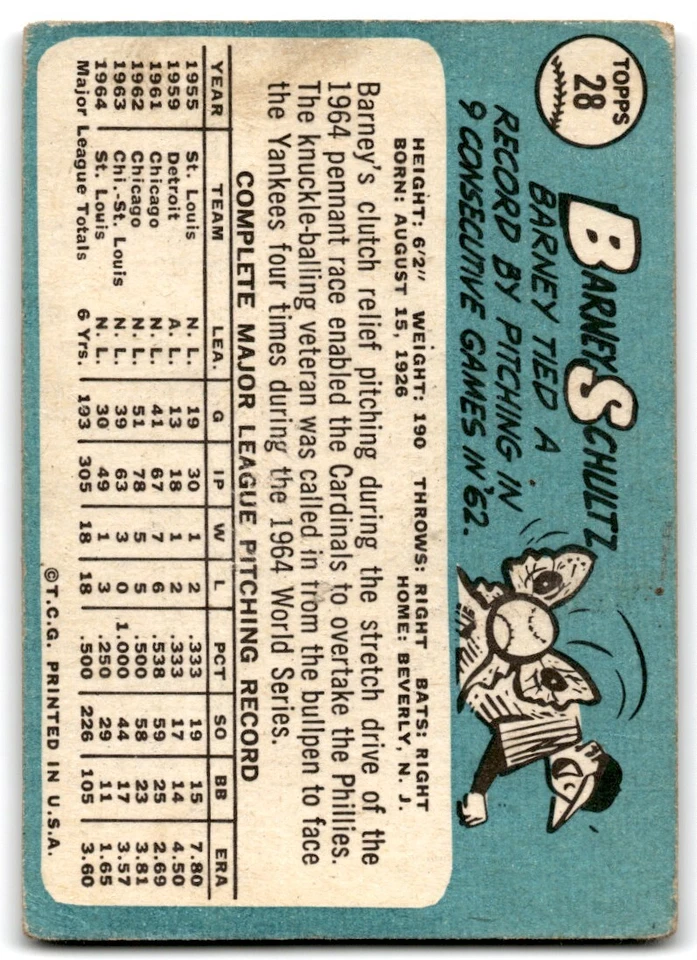 TOPPS
28
BARNEY SCHULTZ
BARNEY TIED A
RECORD BY PITCHING IN
9 CONSECUTIVE GAMES IN '62.
HEIGHT: 6'2" WEIGHT: 190 THROWS: RIGHT BATS: RIGHT
BORN: AUGUST 15, 1926 HOME: BEVERLY, N. J.
Barney's clutch relief pitching during the stretch drive of the
1964 pennant race enabled the Cardinals to overtake the Phillies.
The knuckle-balling veteran was called in from the bullpen to face
the Yankees four times during the 1964 World Series.
COMPLETE MAJOR LEAGUE PITCHING RECORD
YEAR TEAM LEA. G IP W L PCT SO BB ERA
1955 St. Louis N. L. 19 30 1 2 .333 19 15 7.80
1959 Detroit A. L. 13 18 1 2 .333 17 14 4.50
1961 Chicago N. L. 41 67 7 6 .538 59 25 2.69
1962 Chicago N. L. 51 78 5 5 .500 58 23 3.81
1963 Chi.-St. Louis N. L. 39 63 3 0 1.000 44 17 3.57
1964 St. Louis N. L. 30 49 1 3 .250 29 11 1.65
Major League Totals 6 Yrs. 193 305 18 18 .500 226 105 3.60
©T.C.G. PRINTED IN U.S.A.